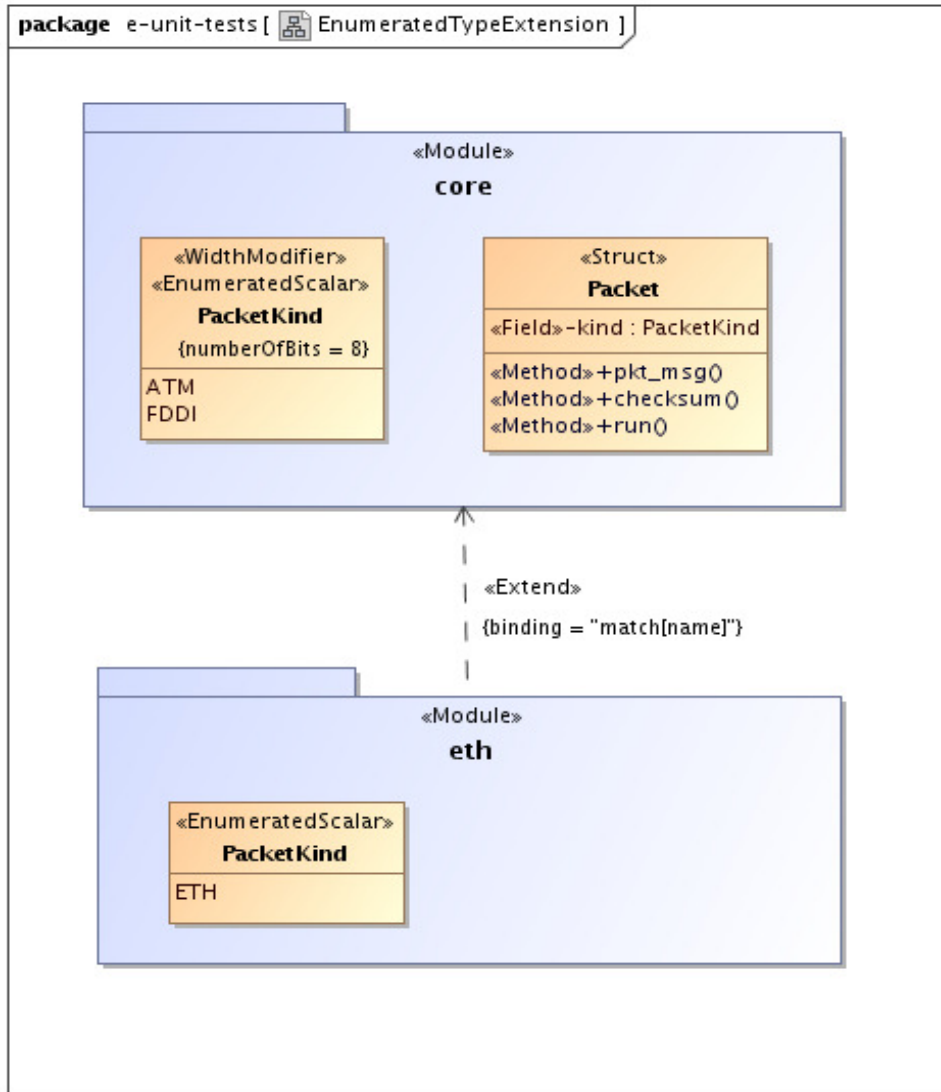 package e-unit-tests [ EnumeratedTypeExtension ]
«Module»
core
«WidthModifier»
«EnumeratedScalar»
PacketKind
{numberOfBits = 8}
ATM
FDDI
«Struct»
Packet
«Field»-kind : PacketKind
«Method»+pkt_msg()
«Method»+checksum()
«Method»+run()
«Extend»
{binding = "match[name]"}
«Module»
eth
«EnumeratedScalar»
PacketKind
ETH